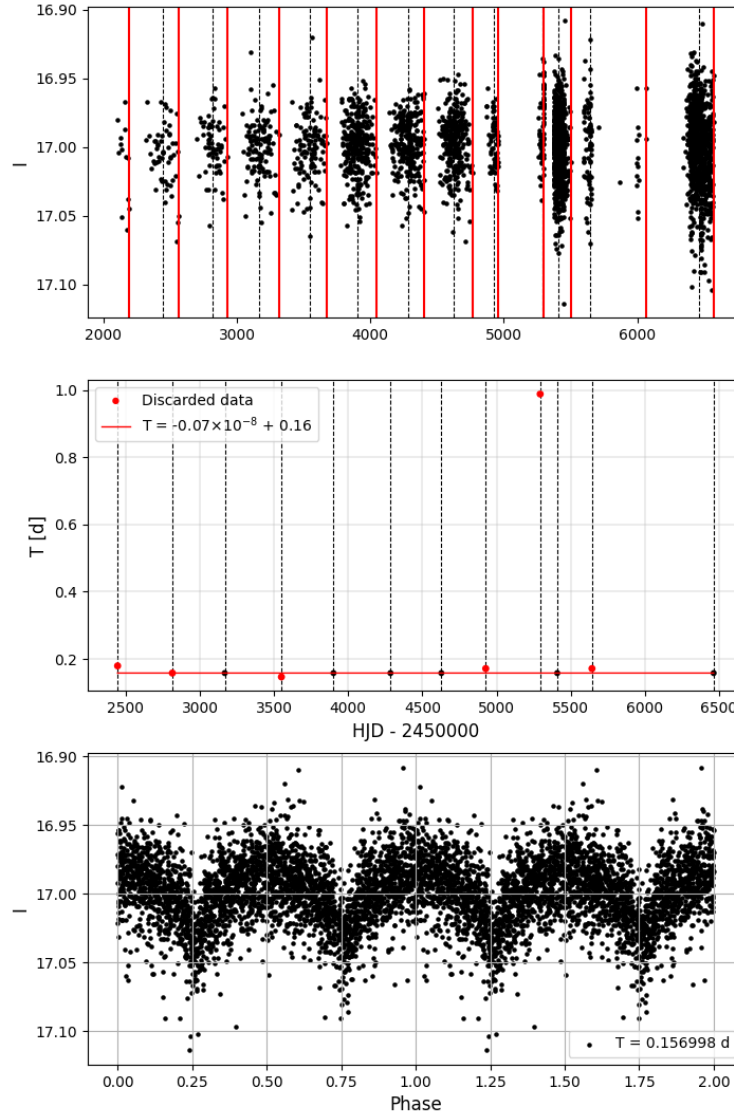 16.90
16.95
17.00
17.05
17.10
I
2000 3000 4000 5000 6000
1.0
0.8
0.6
0.4
0.2
T [d]
Discarded data
T = -0.07×10⁻⁸ + 0.16
2500 3000 3500 4000 4500 5000 5500 6000 6500
HJD - 2450000
16.90
16.95
17.00
17.05
17.10
I
T = 0.156998 d
0.00 0.25 0.50 0.75 1.00 1.25 1.50 1.75 2.00
Phase